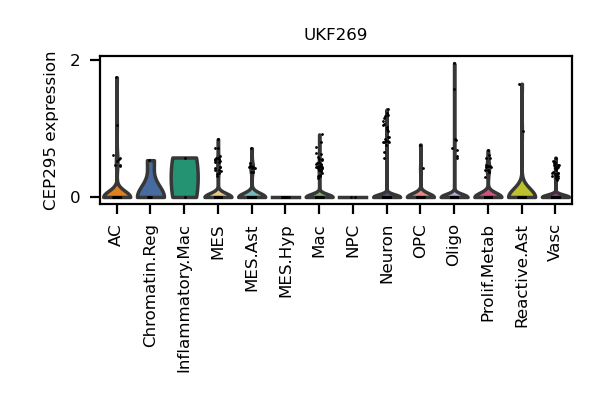 UKF269
CEP295 expression
2
0
AC
Chromatin.Reg
Inflammatory.Mac
MES
MES.Ast
MES.Hyp
Mac
NPC
Neuron
OPC
Oligo
Prolif.Metab
Reactive.Ast
Vasc